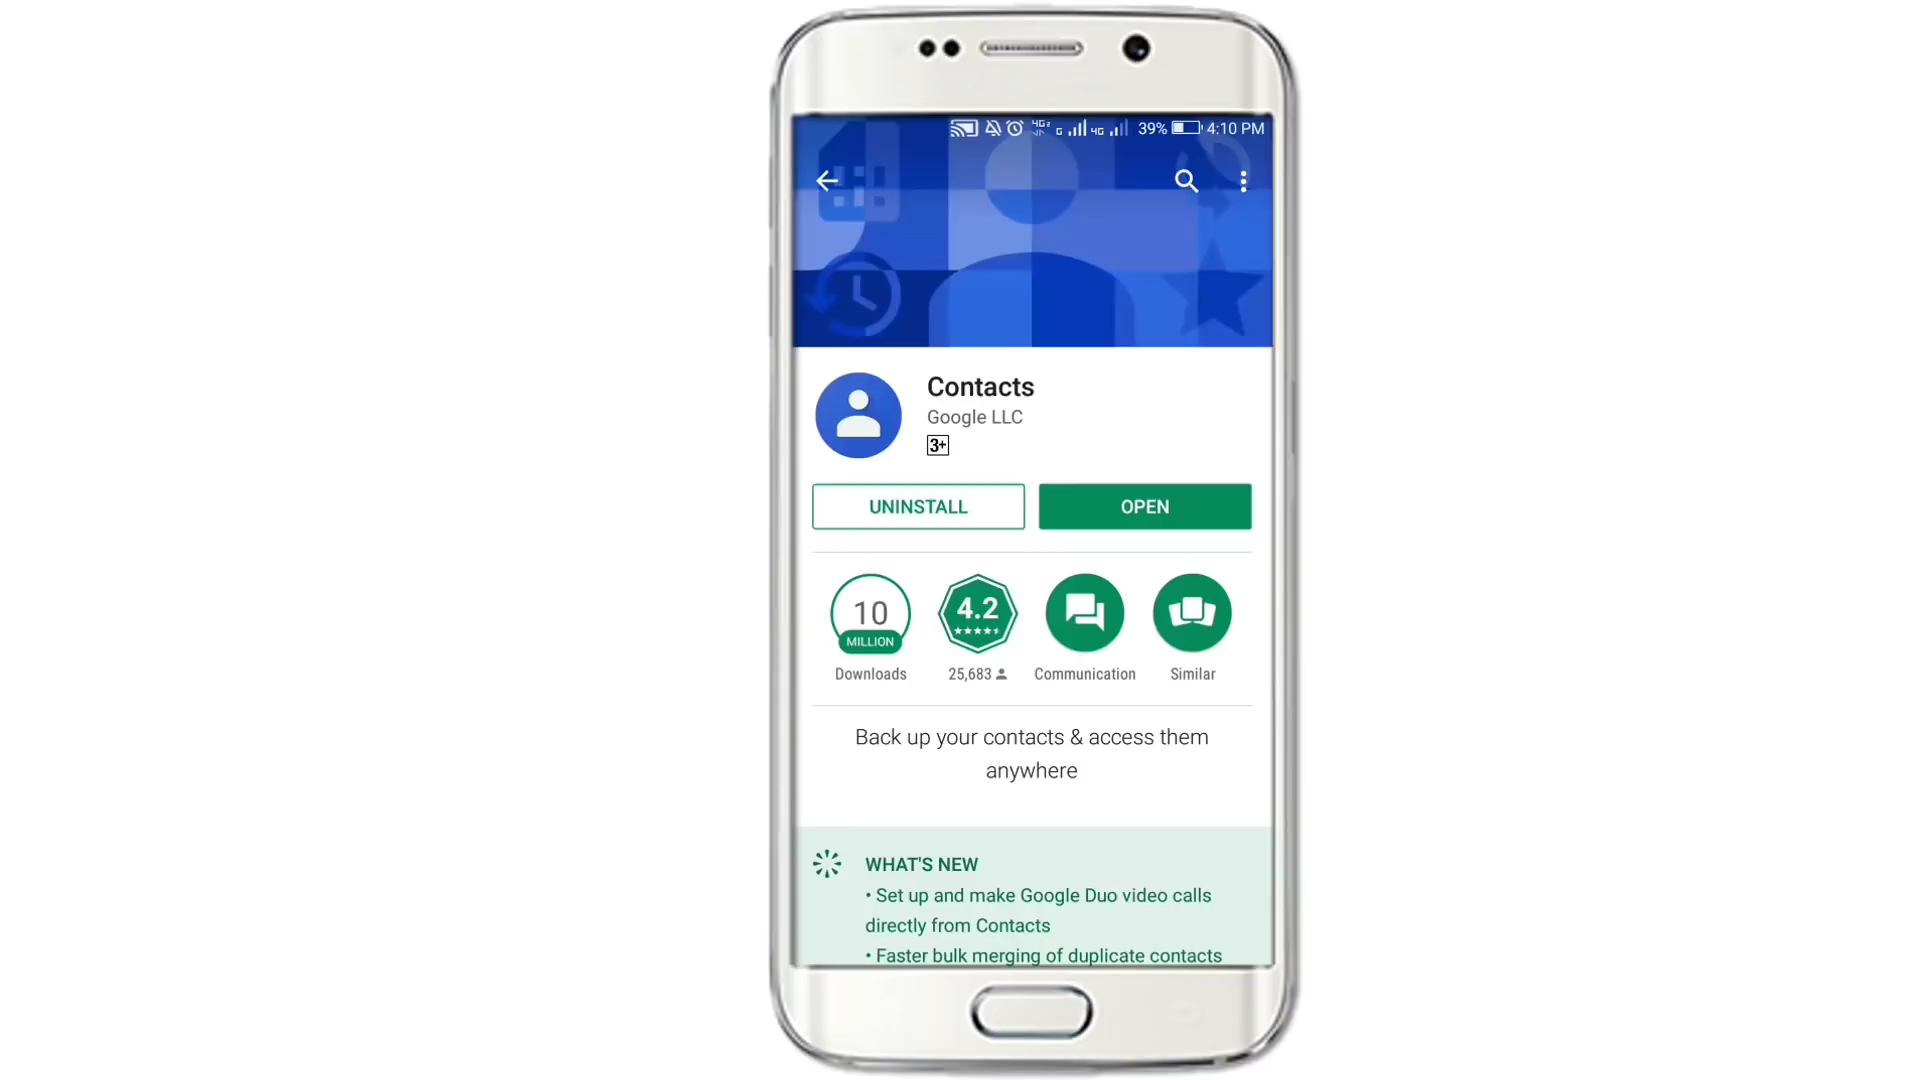 4G² G 4G 39% 4:10 PM
Contacts
Google LLC
3+
UNINSTALL OPEN
10 MILLION 4.2
Downloads 25,683 Communication Similar
Back up your contacts & access them
anywhere
WHAT'S NEW
• Set up and make Google Duo video calls
directly from Contacts
• Faster bulk merging of duplicate contacts